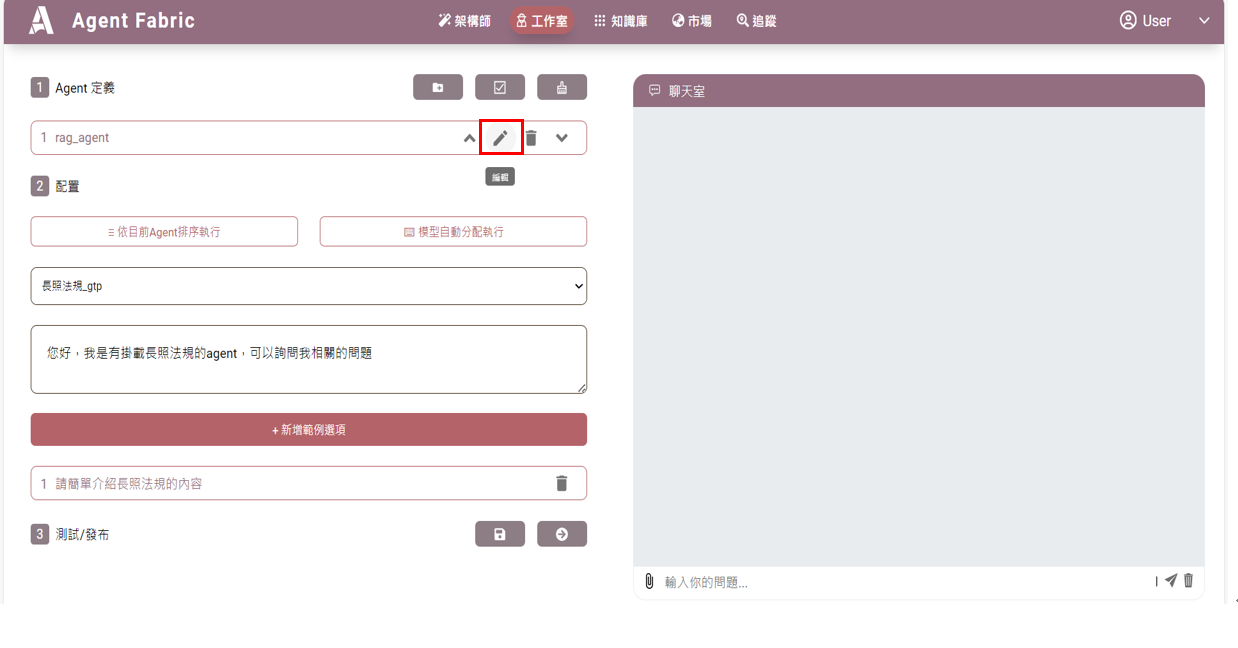 Agent Fabric
架構師
工作室
知識庫
市場
追蹤
User
1 Agent 定義
1 rag_agent
編輯
2 配置
依目前Agent排序執行
模型自動分配執行
長照法規_gtp
您好，我是有掛載長照法規的agent，可以詢問我相關的問題
+ 新增範例選項
1 請簡單介紹長照法規的內容
3 測試/發布
聊天室
輸入你的問題...